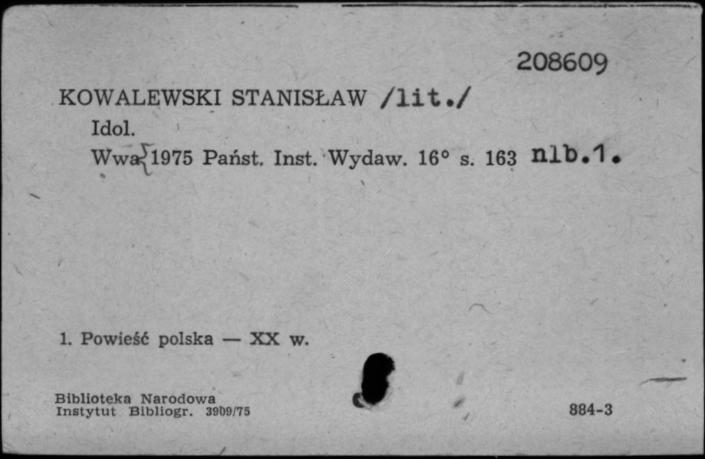 208609
KOWALEWSKI STANISŁAW /lit./
Idol.
Wwa 1975 Państ. Inst. Wydaw. 16° s. 163 nlb.1.
1. Powieść polska — XX w.
Biblioteka Narodowa
Instytut Bibliogr. 3909/75
884-3